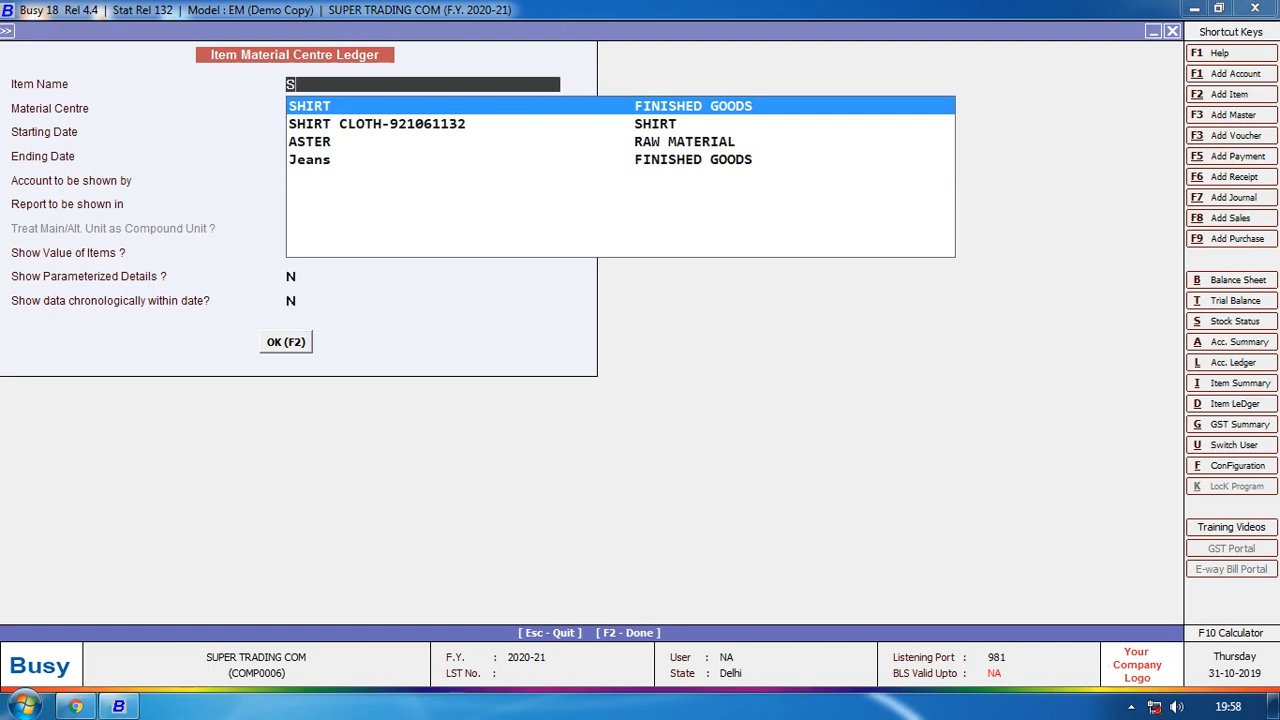 B Busy 18 Rel 4.4 | Stat Rel 132 | Model : EM (Demo Copy) | SUPER TRADING COM (F.Y. 2020-21)
>>
Shortcut Keys
Item Material Centre Ledger
Item Name S
Material Centre
Starting Date
Ending Date
Account to be shown by
Report to be shown in
Treat Main/Alt. Unit as Compound Unit ?
Show Value of Items ?
Show Parameterized Details ? N
Show data chronologically within date? N
SHIRT FINISHED GOODS
SHIRT CLOTH-921061132 SHIRT
ASTER RAW MATERIAL
Jeans FINISHED GOODS
OK (F2)
F1 Help
F1 Add Account
F2 Add Item
F3 Add Master
F3 Add Voucher
F5 Add Payment
F6 Add Receipt
F7 Add Journal
F8 Add Sales
F9 Add Purchase
B Balance Sheet
T Trial Balance
S Stock Status
A Acc. Summary
L Acc. Ledger
I Item Summary
D Item LeDger
G GST Summary
U Switch User
F ConFiguration
K LocK Program
Training Videos
GST Portal
E-way Bill Portal
[ Esc - Quit ] [ F2 - Done ]
F10 Calculator
Busy
SUPER TRADING COM
(COMP0006)
F.Y. : 2020-21
LST No. :
User : NA
State : Delhi
Listening Port : 981
BLS Valid Upto : NA
Your
Company
Logo
Thursday
31-10-2019
B
19:58